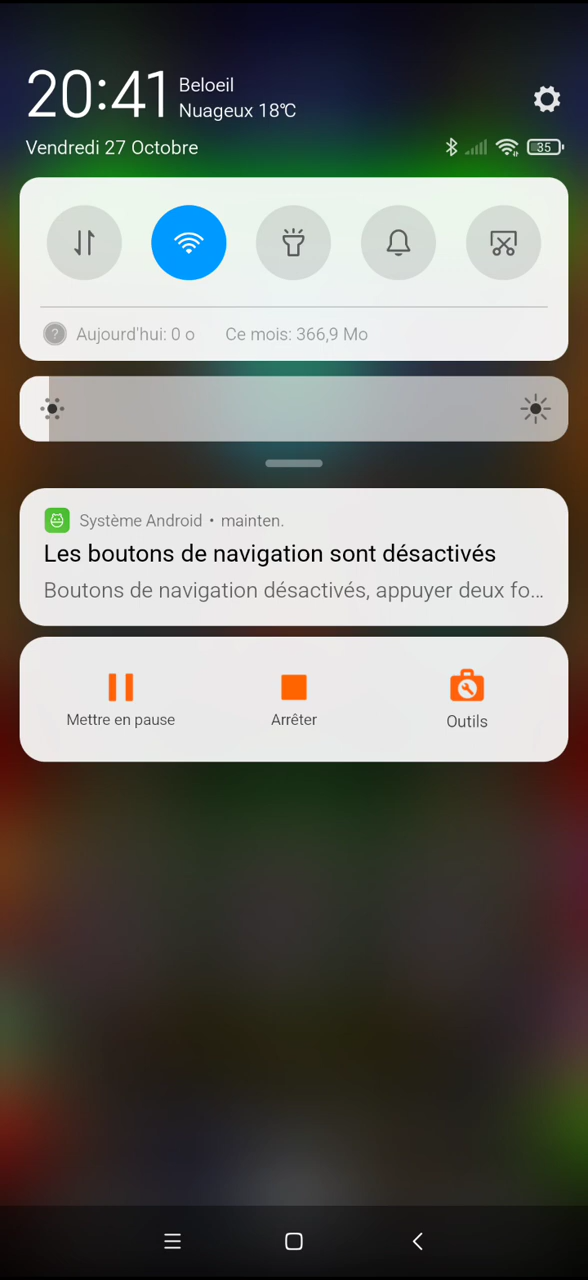 20:41
Beloeil
Nuageux 18℃
Vendredi 27 Octobre
35
Aujourd'hui: 0 o Ce mois: 366,9 Mo
Système Android • mainten.
Les boutons de navigation sont désactivés
Boutons de navigation désactivés, appuyer deux fo...
Mettre en pause
Arrêter
Outils